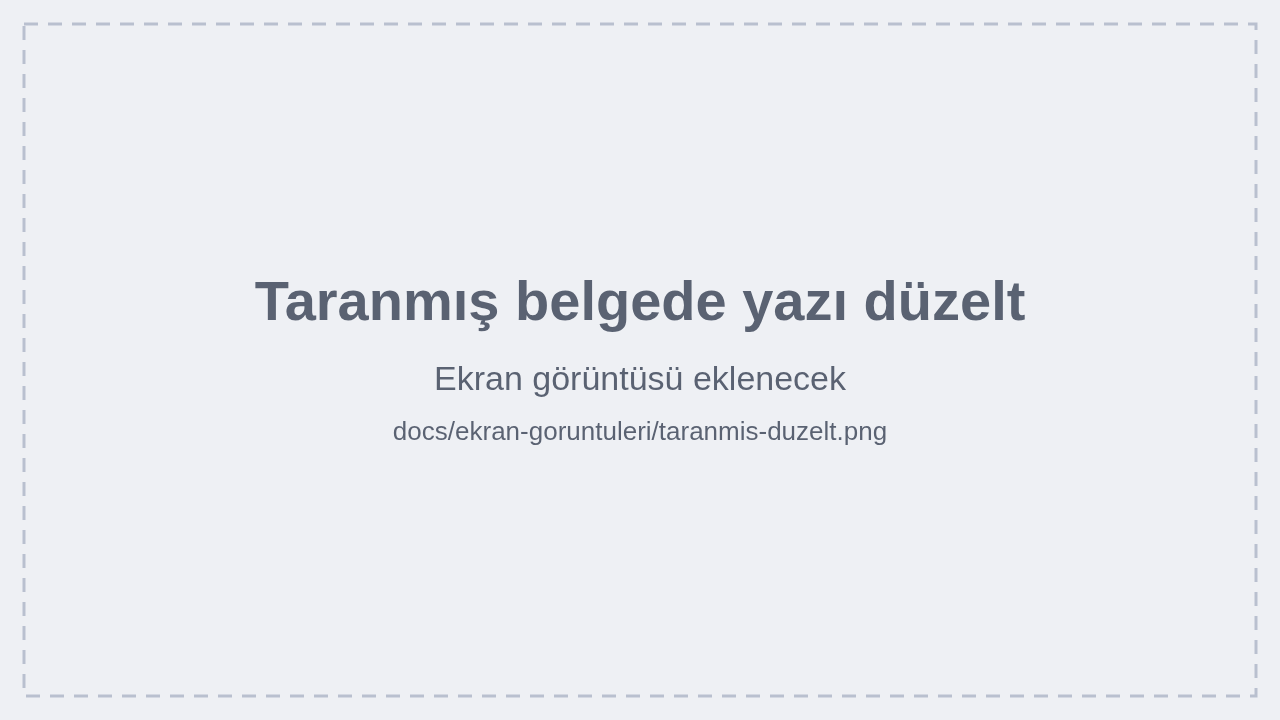 Taranmış belgede yazı düzelt
Ekran görüntüsü eklenecek
docs/ekran-goruntuleri/taranmis-duzelt.png